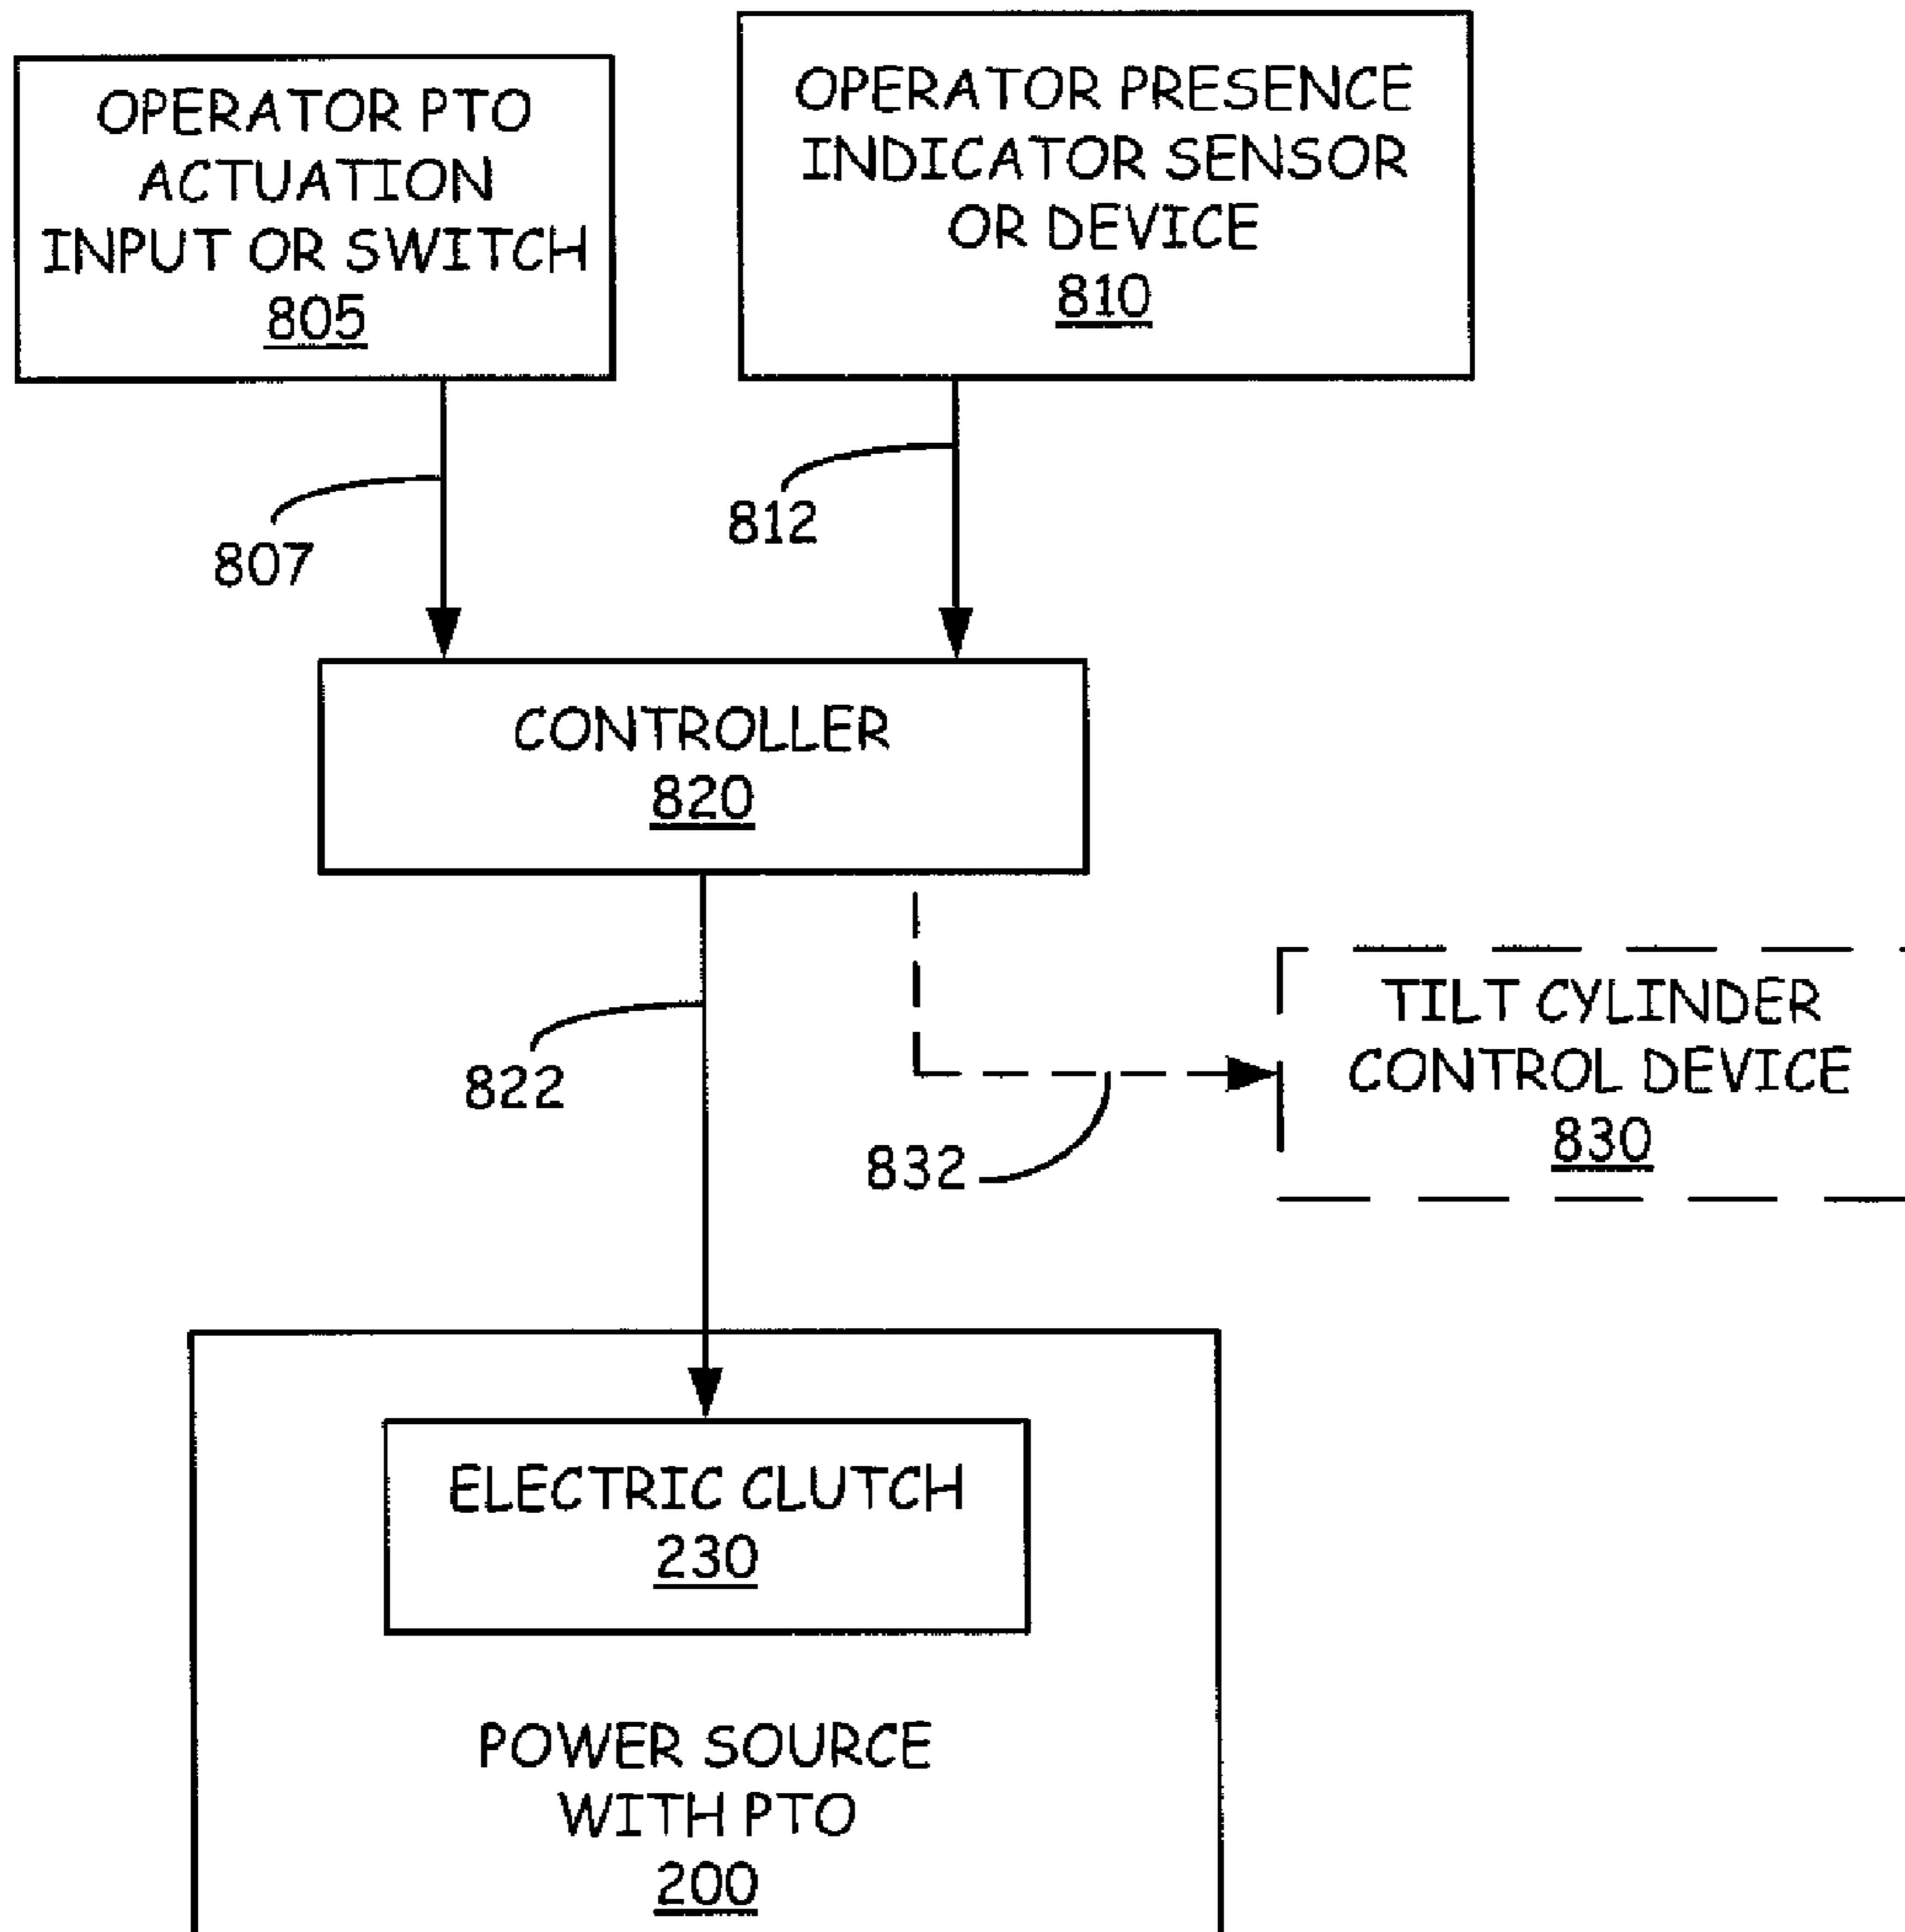 OPERATOR PTO
ACTUATION
INPUT OR SWITCH
805
OPERATOR PRESENCE
INDICATOR SENSOR
OR DEVICE
810
807
812
CONTROLLER
820
822
832
TILT CYLINDER
CONTROL DEVICE
830
ELECTRIC CLUTCH
230
POWER SOURCE
WITH PTO
200